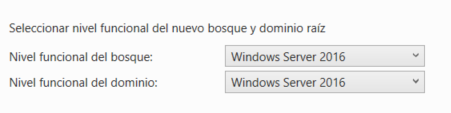 Seleccionar nivel funcional del nuevo bosque y dominio raíz
Nivel funcional del bosque: Windows Server 2016
Nivel funcional del dominio: Windows Server 2016